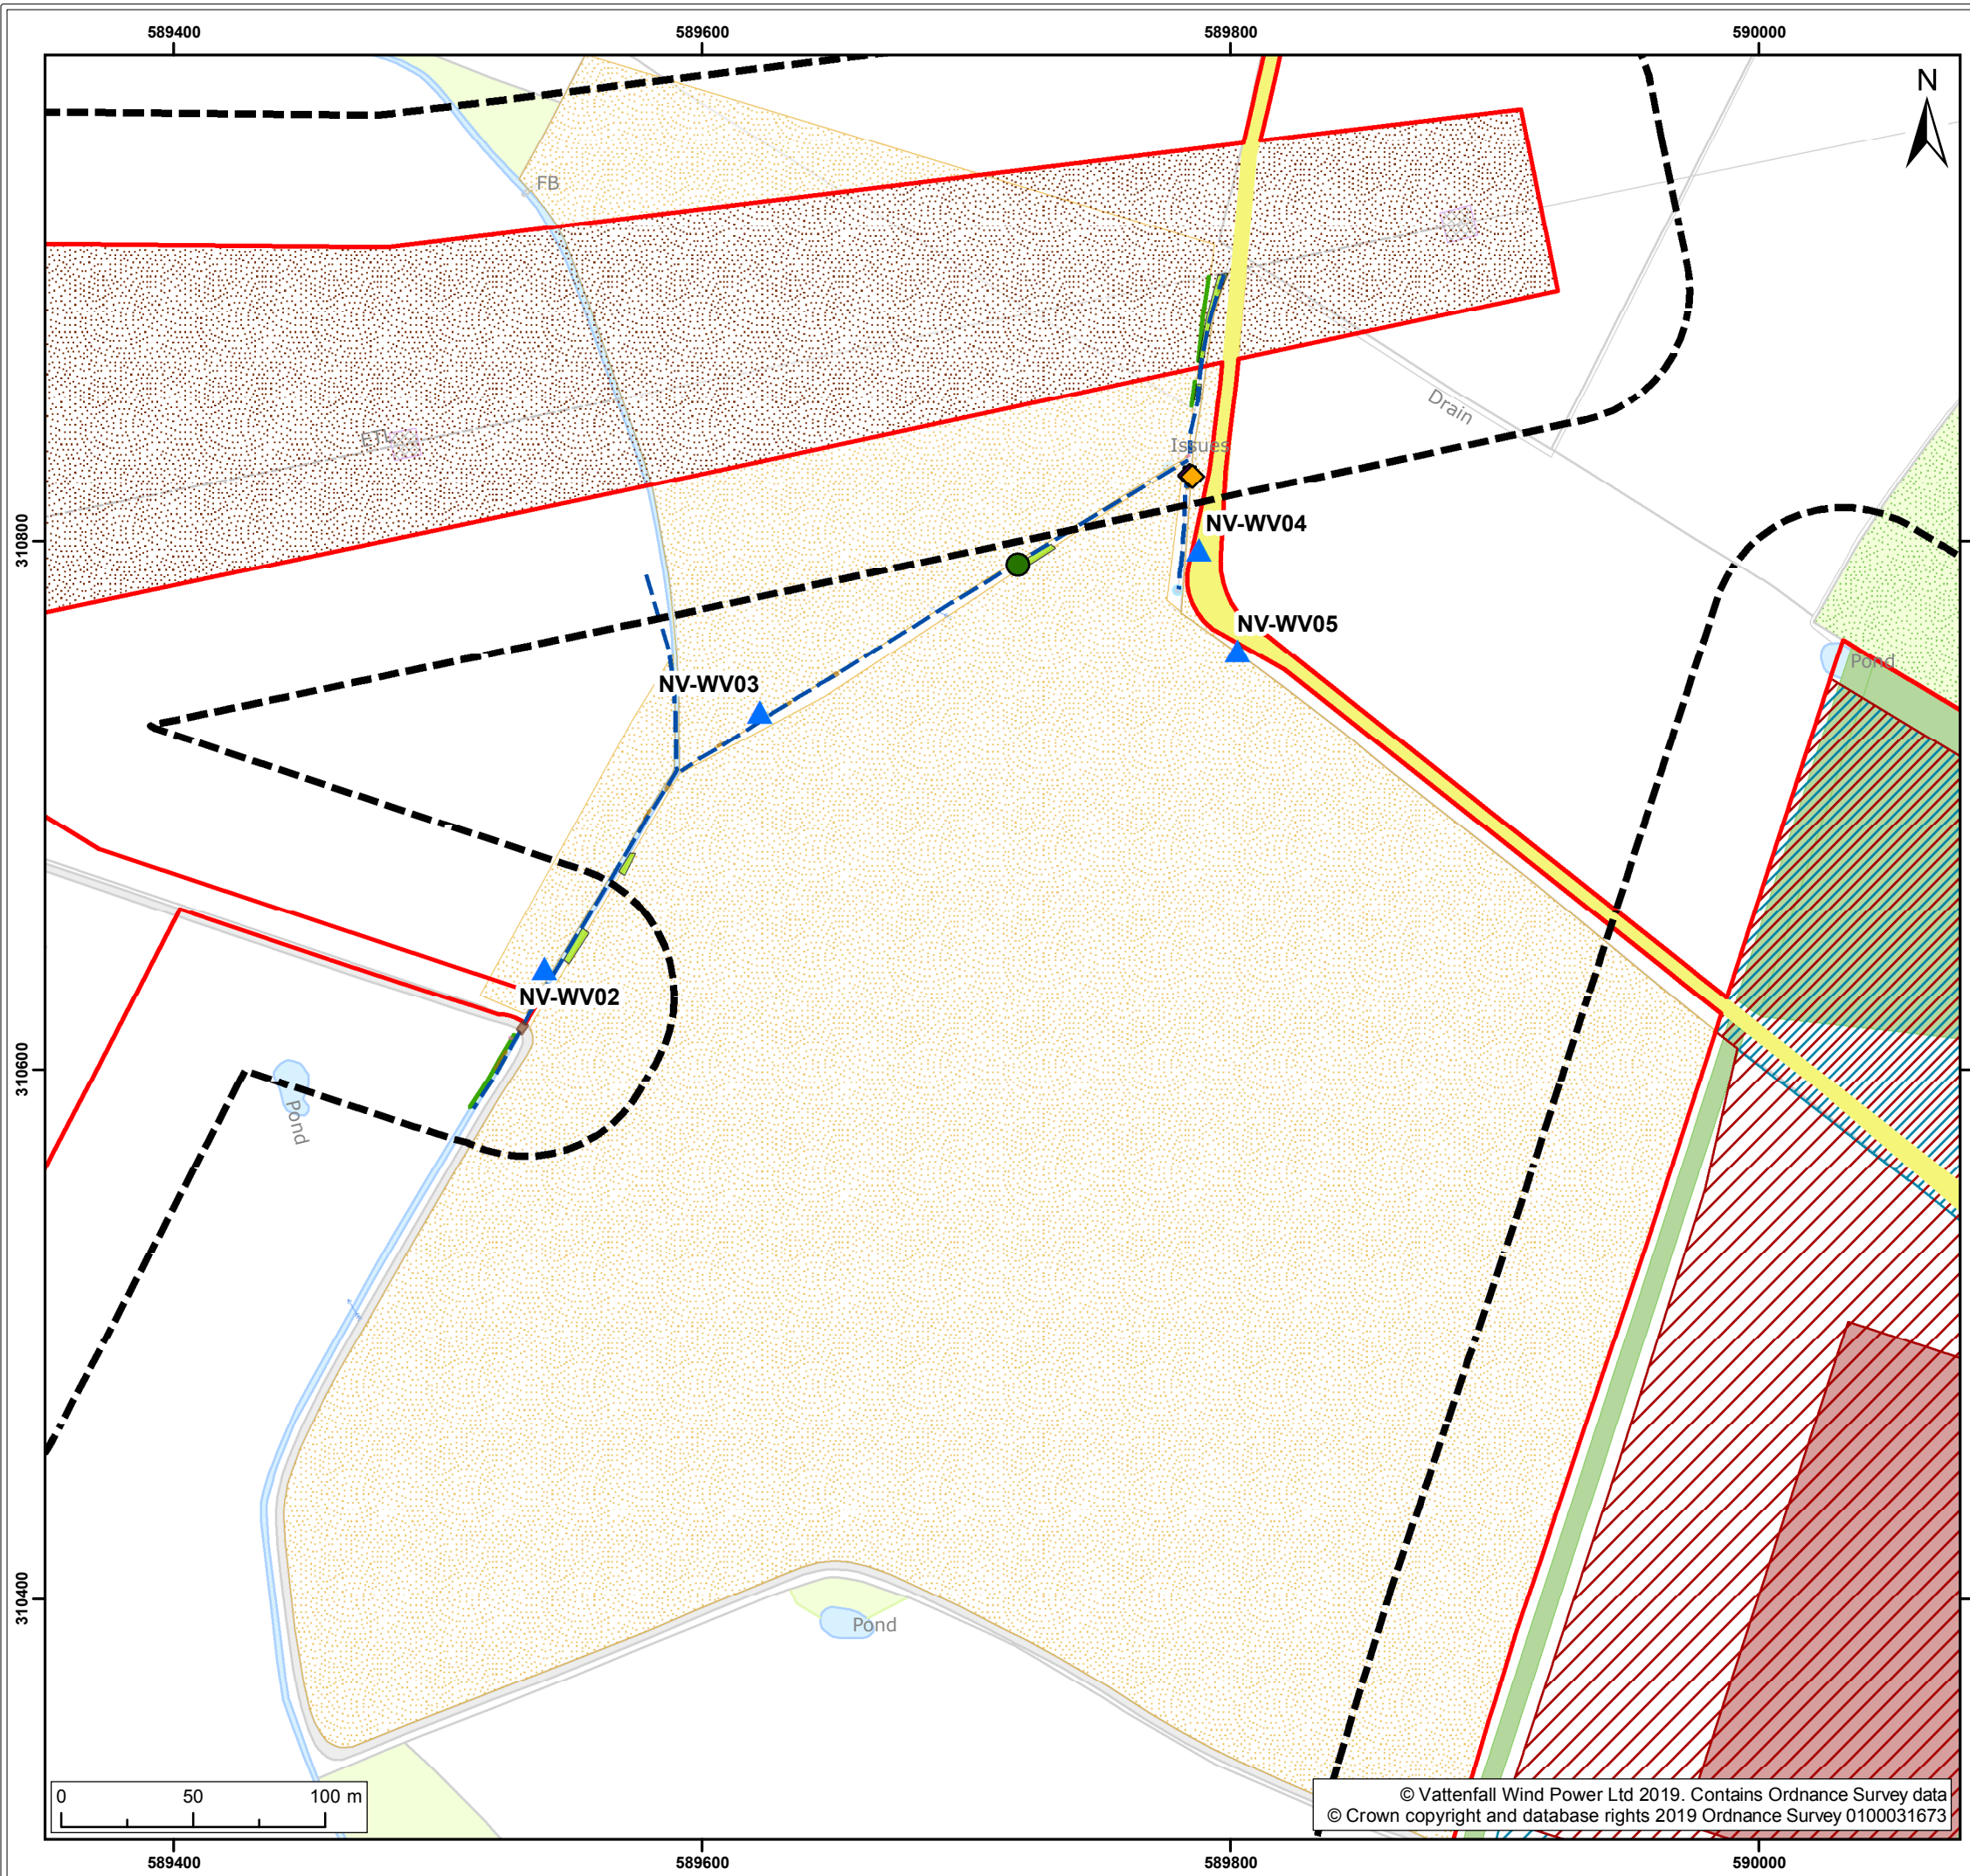 589400
589600
589800
590000
N
FB
ETL
Drain
Issues
310800
NV-WV04
NV-WV05
Pond
NV-WV03
NV-WV02
310600
Pond
310400
Pond
0 50 100 m
© Vattenfall Wind Power Ltd 2019. Contains Ordnance Survey data
© Crown copyright and database rights 2019 Ordnance Survey 0100031673
589400
589600
589800
590000